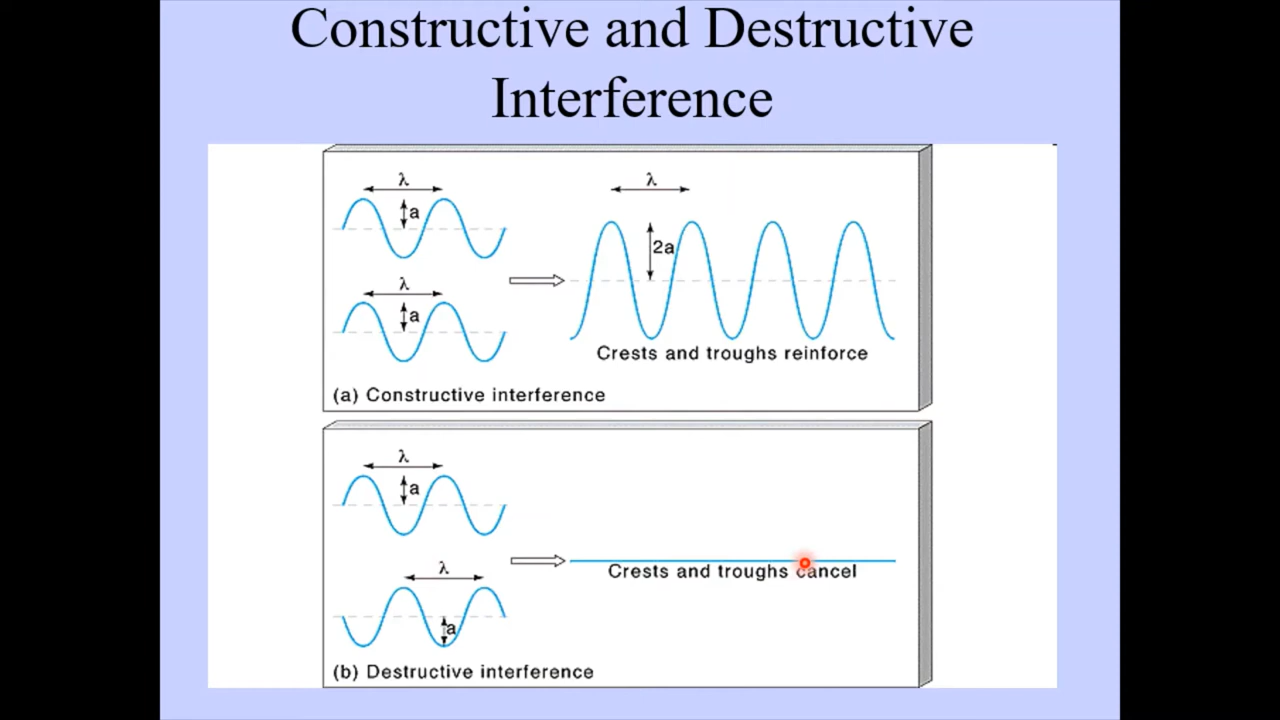 Constructive and Destructive
Interference
λ
a
λ
a
λ
2a
Crests and troughs reinforce
(a) Constructive interference
λ
a
λ
a
Crests and troughs cancel
(b) Destructive interference